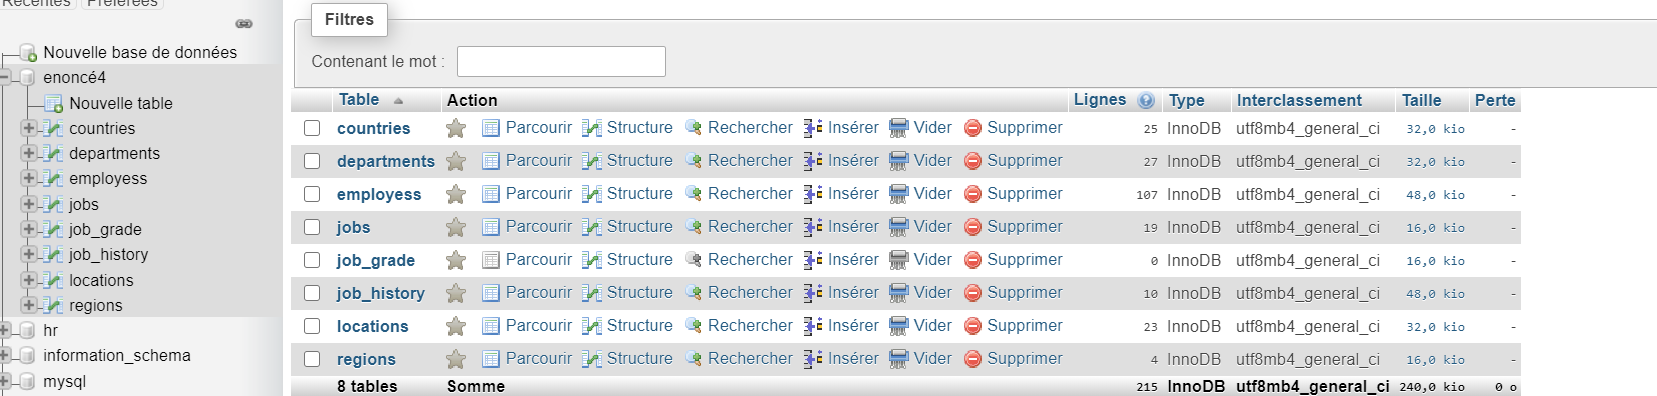 Récentes Préférées
Nouvelle base de données
enoncé4
Nouvelle table
countries
departments
employess
jobs
job_grade
job_history
locations
regions
hr
information_schema
mysql
Filtres
Contenant le mot :
Table Action Lignes Type Interclassement Taille Perte
countries Parcourir Structure Rechercher Insérer Vider Supprimer 25 InnoDB utf8mb4_general_ci 32,0 kio -
departments Parcourir Structure Rechercher Insérer Vider Supprimer 27 InnoDB utf8mb4_general_ci 32,0 kio -
employess Parcourir Structure Rechercher Insérer Vider Supprimer 107 InnoDB utf8mb4_general_ci 48,0 kio -
jobs Parcourir Structure Rechercher Insérer Vider Supprimer 19 InnoDB utf8mb4_general_ci 16,0 kio -
job_grade Parcourir Structure Rechercher Insérer Vider Supprimer 0 InnoDB utf8mb4_general_ci 16,0 kio -
job_history Parcourir Structure Rechercher Insérer Vider Supprimer 10 InnoDB utf8mb4_general_ci 48,0 kio -
locations Parcourir Structure Rechercher Insérer Vider Supprimer 23 InnoDB utf8mb4_general_ci 32,0 kio -
regions Parcourir Structure Rechercher Insérer Vider Supprimer 4 InnoDB utf8mb4_general_ci 16,0 kio -
8 tables Somme 215 InnoDB utf8mb4_general_ci 240,0 kio 0 o